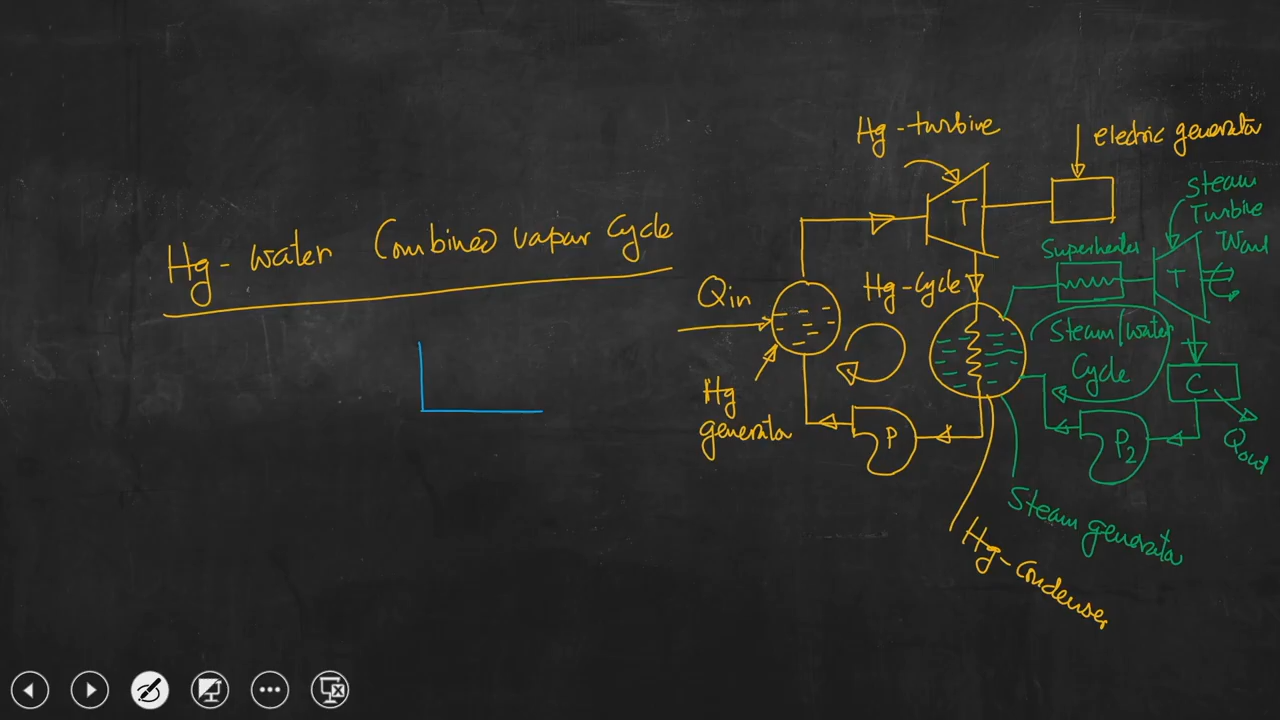 Hg-turbine
electric generator
Steam
Turbine
Wout
T
Superheater
T
Hg-water Combined vapour Cycle
Qin
Hg-Cycle
Steam/water
Cycle
C
Hg
generator
P
P2
Qout
Steam generator
Hg-Condenser